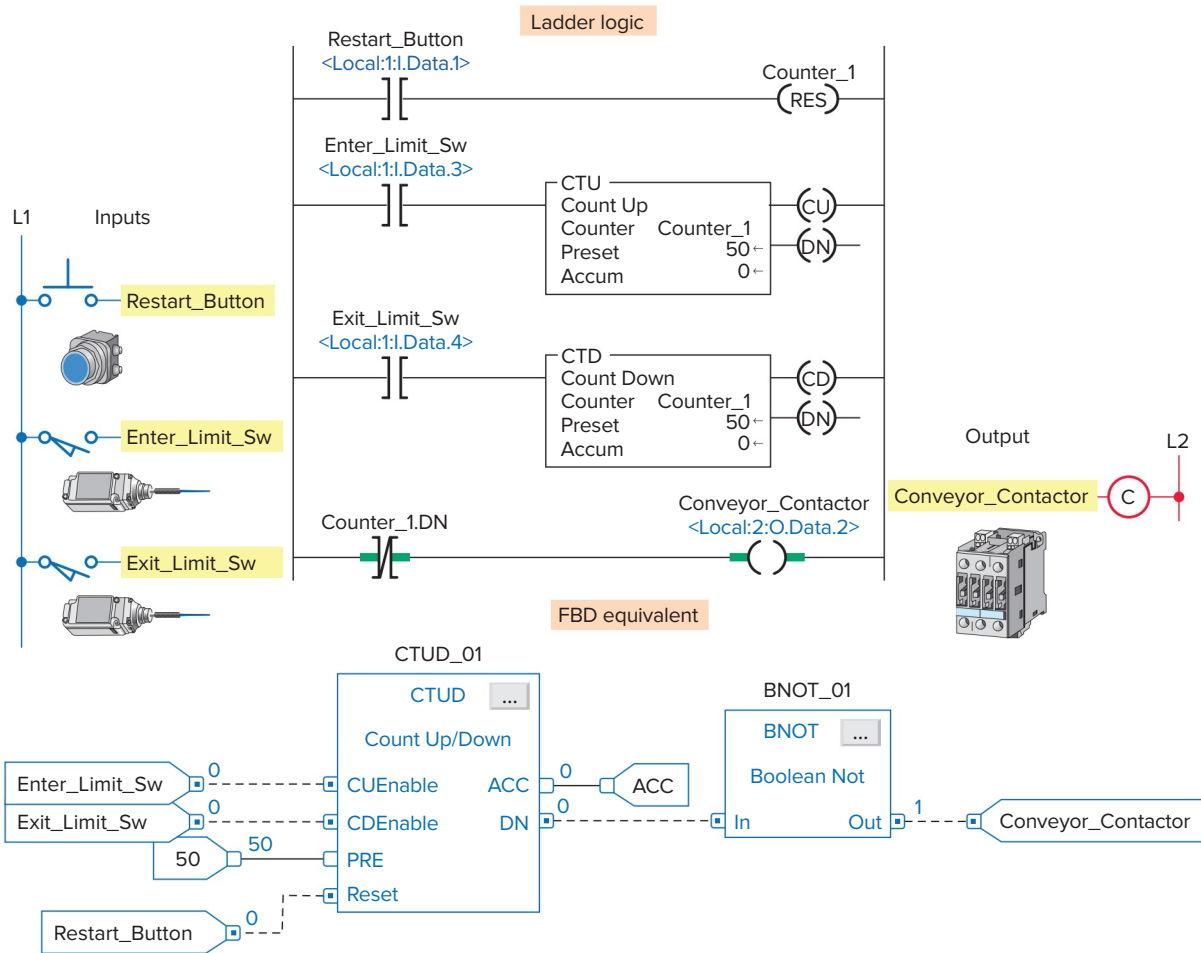 Ladder logic
Restart_Button
<Local:1:I.Data.1>
Counter_1
RES
Enter_Limit_Sw
<Local:1:I.Data.3>
CTU
Count Up
Counter Counter_1
Preset 50←
Accum 0←
CU
DN
L1 Inputs
Restart_Button
Enter_Limit_Sw
Exit_Limit_Sw
Exit_Limit_Sw
<Local:1:I.Data.4>
CTD
Count Down
Counter Counter_1
Preset 50←
Accum 0←
CD
DN
Output L2
Conveyor_Contactor C
Counter_1.DN
Conveyor_Contactor
<Local:2:O.Data.2>
FBD equivalent
CTUD_01
CTUD ...
Count Up/Down
Enter_Limit_Sw 0 CUEnable
Exit_Limit_Sw 0 CDEnable
50 50 PRE
Restart_Button 0 Reset
ACC 0 ACC
DN 0
BNOT_01
BNOT ...
Boolean Not
In Out 1 Conveyor_Contactor